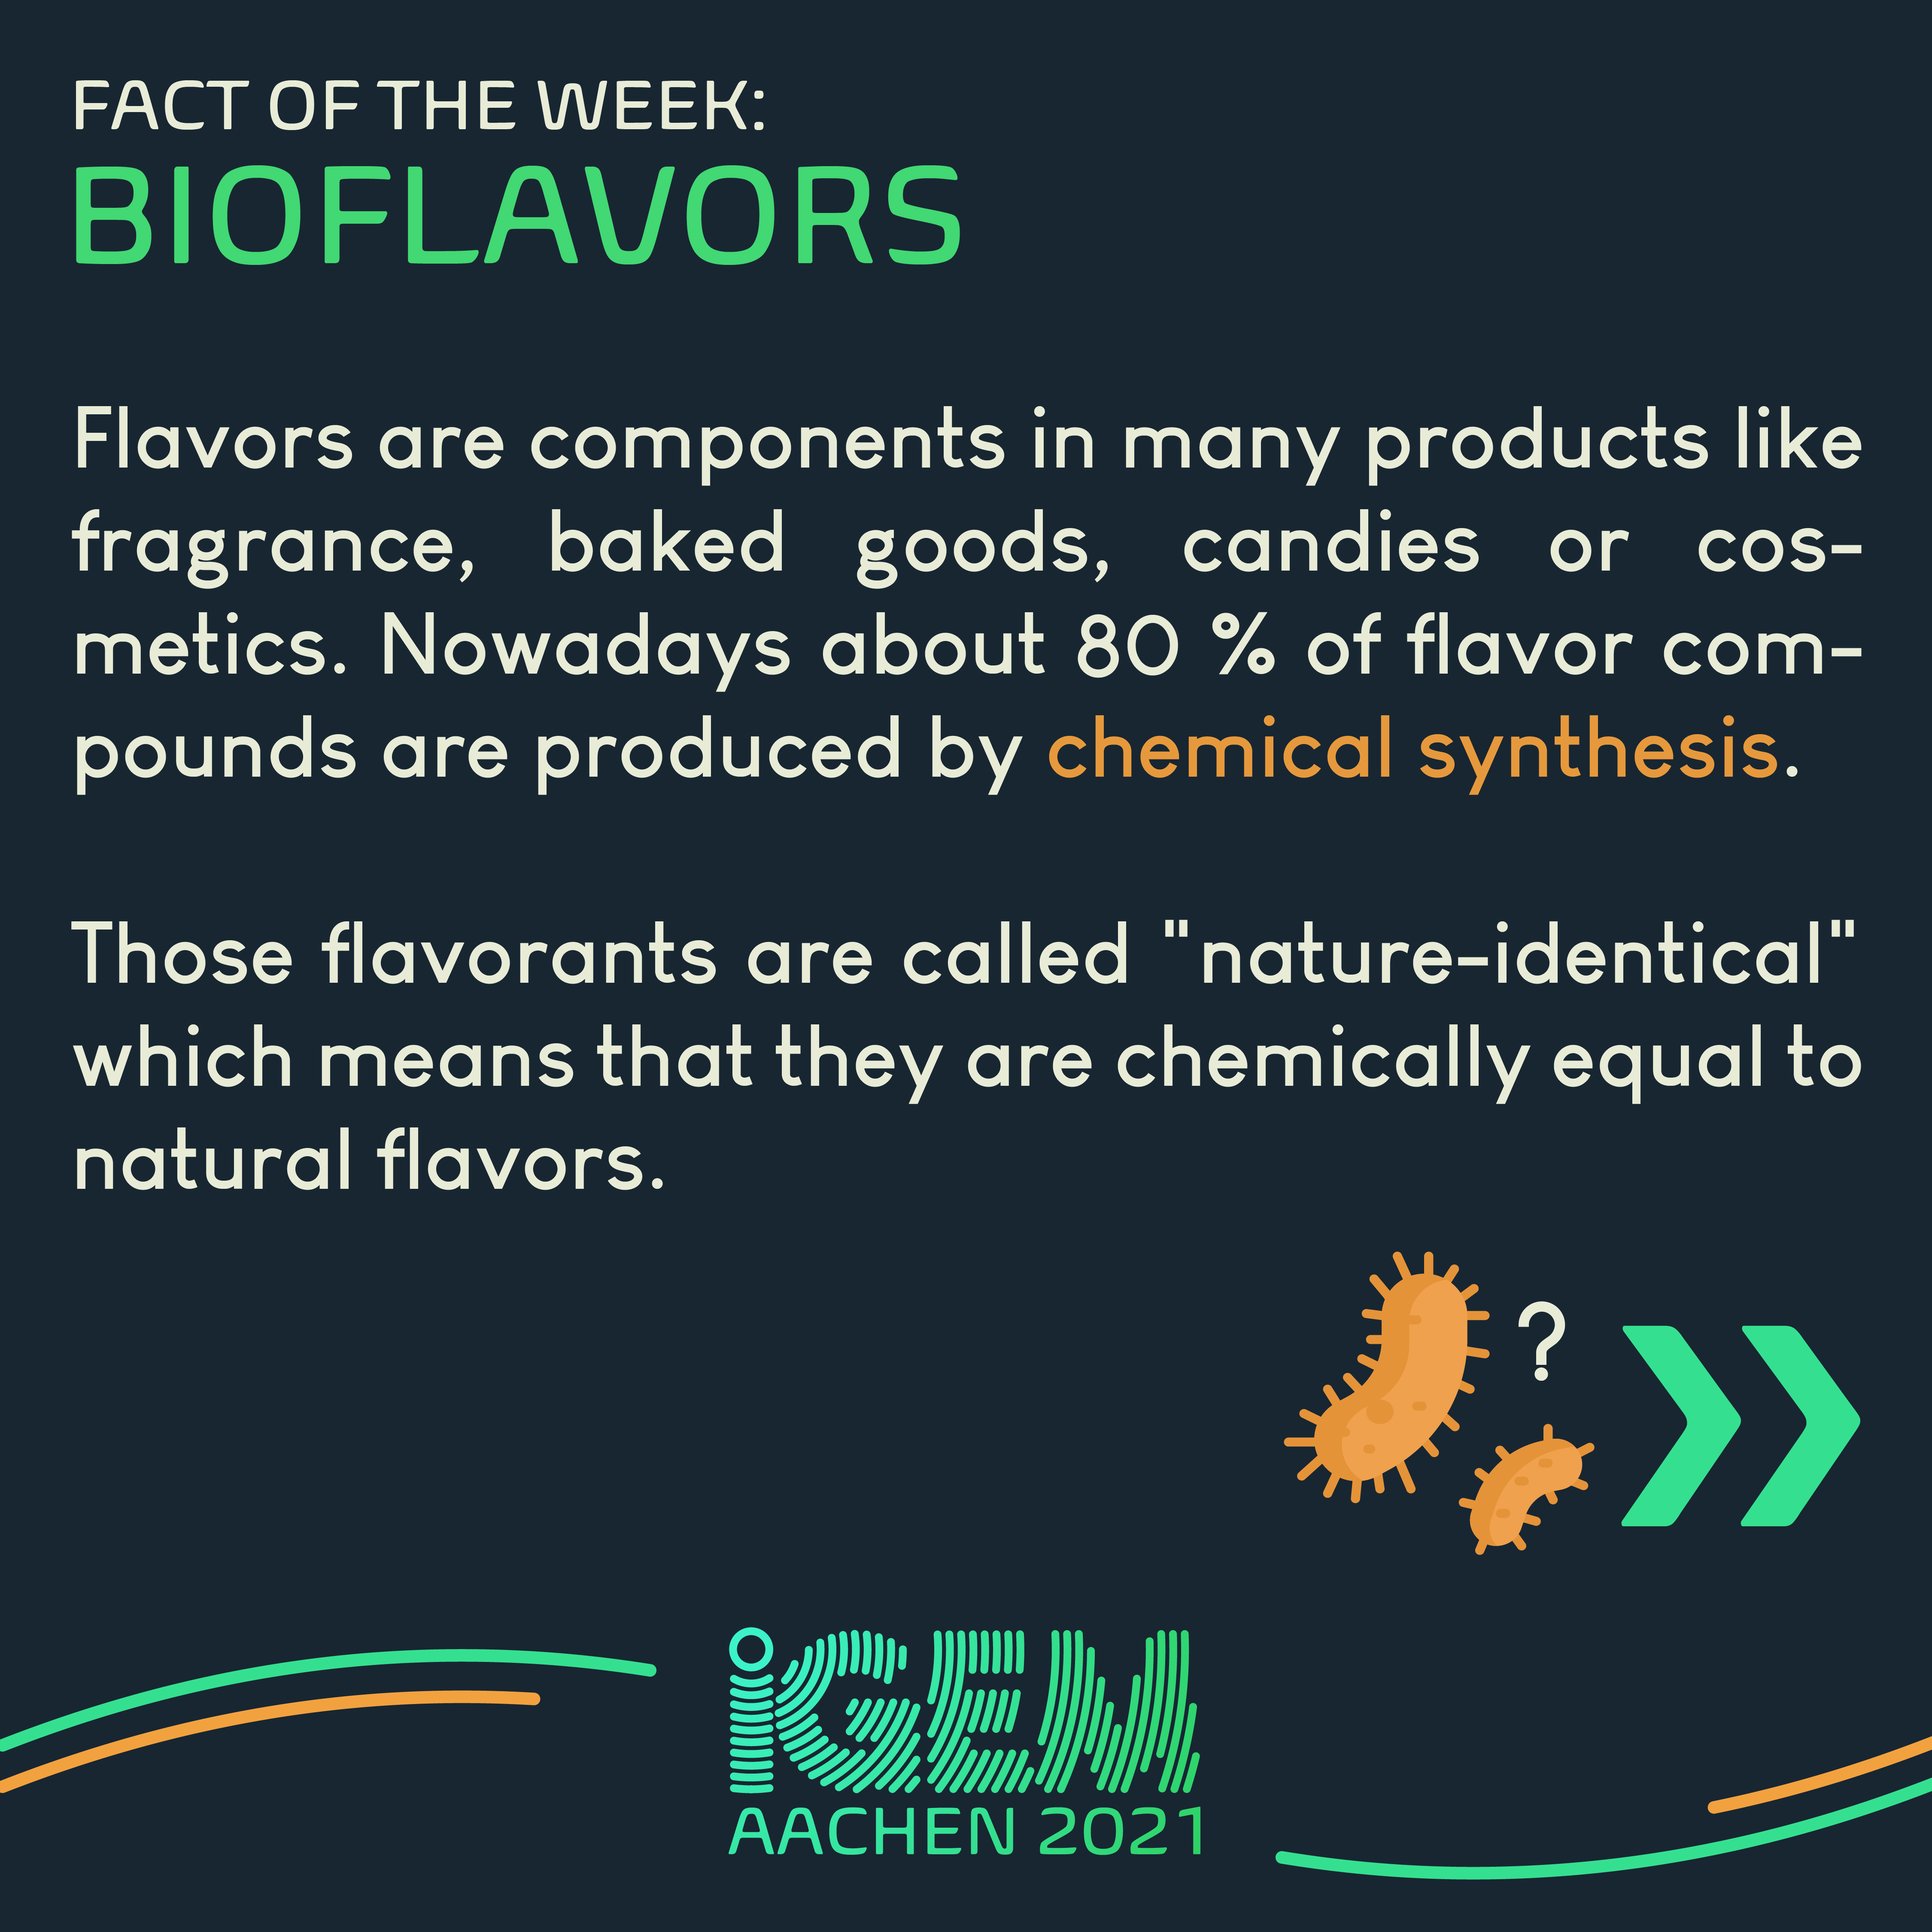 FACT OF THE WEEK:
BIOFLAVORS
Flavors are components in many products like
fragrance, baked goods, candies or cos-
metics. Nowadays about 80 % of flavor com-
pounds are produced by chemical synthesis.
Those flavorants are called "nature-identical"
which means that they are chemically equal to
natural flavors.
?
iGEM
AACHEN 2021